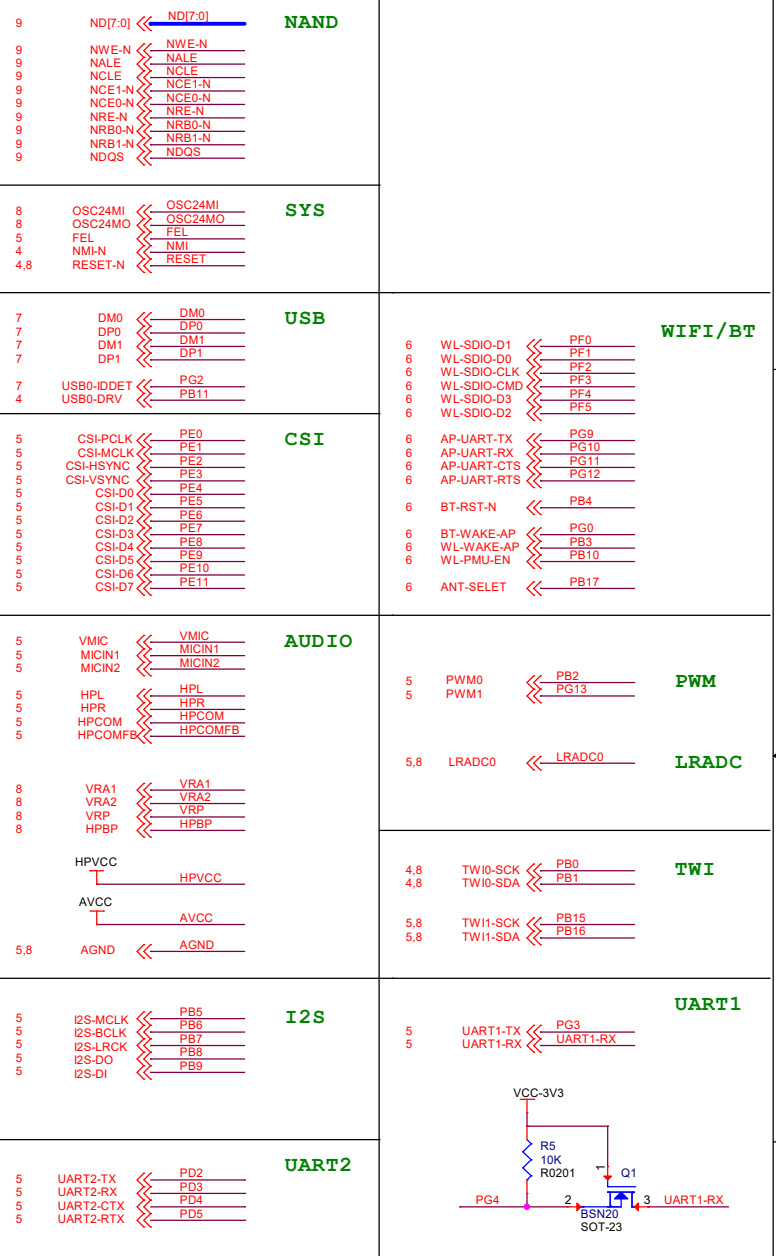 NAND
9 ND[7:0] ND[7:0]
9 NWE-N NWE-N
9 NALE NALE
9 NCLE NCLE
9 NCE1-N NCE1-N
9 NCE0-N NCE0-N
9 NRE-N NRE-N
9 NRB0-N NRB0-N
9 NRB1-N NRB1-N
9 NDQS NDQS
SYS
8 OSC24MI OSC24MI
8 OSC24MO OSC24MO
5 FEL FEL
4 NMI-N NMI
4,8 RESET-N RESET
USB
7 DM0 DM0
7 DP0 DP0
7 DM1 DM1
7 DP1 DP1
7 USB0-IDDET PG2
4 USB0-DRV PB11
CSI
5 CSI-PCLK PE0
5 CSI-MCLK PE1
5 CSI-HSYNC PE2
5 CSI-VSYNC PE3
5 CSI-D0 PE4
5 CSI-D1 PE5
5 CSI-D2 PE6
5 CSI-D3 PE7
5 CSI-D4 PE8
5 CSI-D5 PE9
5 CSI-D6 PE10
5 CSI-D7 PE11
AUDIO
5 VMIC VMIC
5 MICIN1 MICIN1
5 MICIN2 MICIN2
5 HPL HPL
5 HPR HPR
5 HPCOM HPCOM
5 HPCOMFB HPCOMFB
8 VRA1 VRA1
8 VRA2 VRA2
8 VRP VRP
8 HPBP HPBP
HPVCC
HPVCC
AVCC
AVCC
5,8 AGND AGND
I2S
5 I2S-MCLK PB5
5 I2S-BCLK PB6
5 I2S-LRCK PB7
5 I2S-DO PB8
5 I2S-DI PB9
UART2
5 UART2-TX PD2
5 UART2-RX PD3
5 UART2-CTX PD4
5 UART2-RTX PD5
WIFI/BT
6 WL-SDIO-D1 PF0
6 WL-SDIO-D0 PF1
6 WL-SDIO-CLK PF2
6 WL-SDIO-CMD PF3
6 WL-SDIO-D3 PF4
6 WL-SDIO-D2 PF5
6 AP-UART-TX PG9
6 AP-UART-RX PG10
6 AP-UART-CTS PG11
6 AP-UART-RTS PG12
6 BT-RST-N PB4
6 BT-WAKE-AP PG0
6 WL-WAKE-AP PB3
6 WL-PMU-EN PB10
6 ANT-SELET PB17
PWM
5 PWM0 PB2
5 PWM1 PG13
LRADC
5,8 LRADC0 LRADC0
TWI
4,8 TWI0-SCK PB0
4,8 TWI0-SDA PB1
5,8 TWI1-SCK PB15
5,8 TWI1-SDA PB16
UART1
5 UART1-TX PG3
5 UART1-RX UART1-RX
VCC-3V3
R5
10K
R0201
1
Q1
PG4
2
3
UART1-RX
BSN20
SOT-23